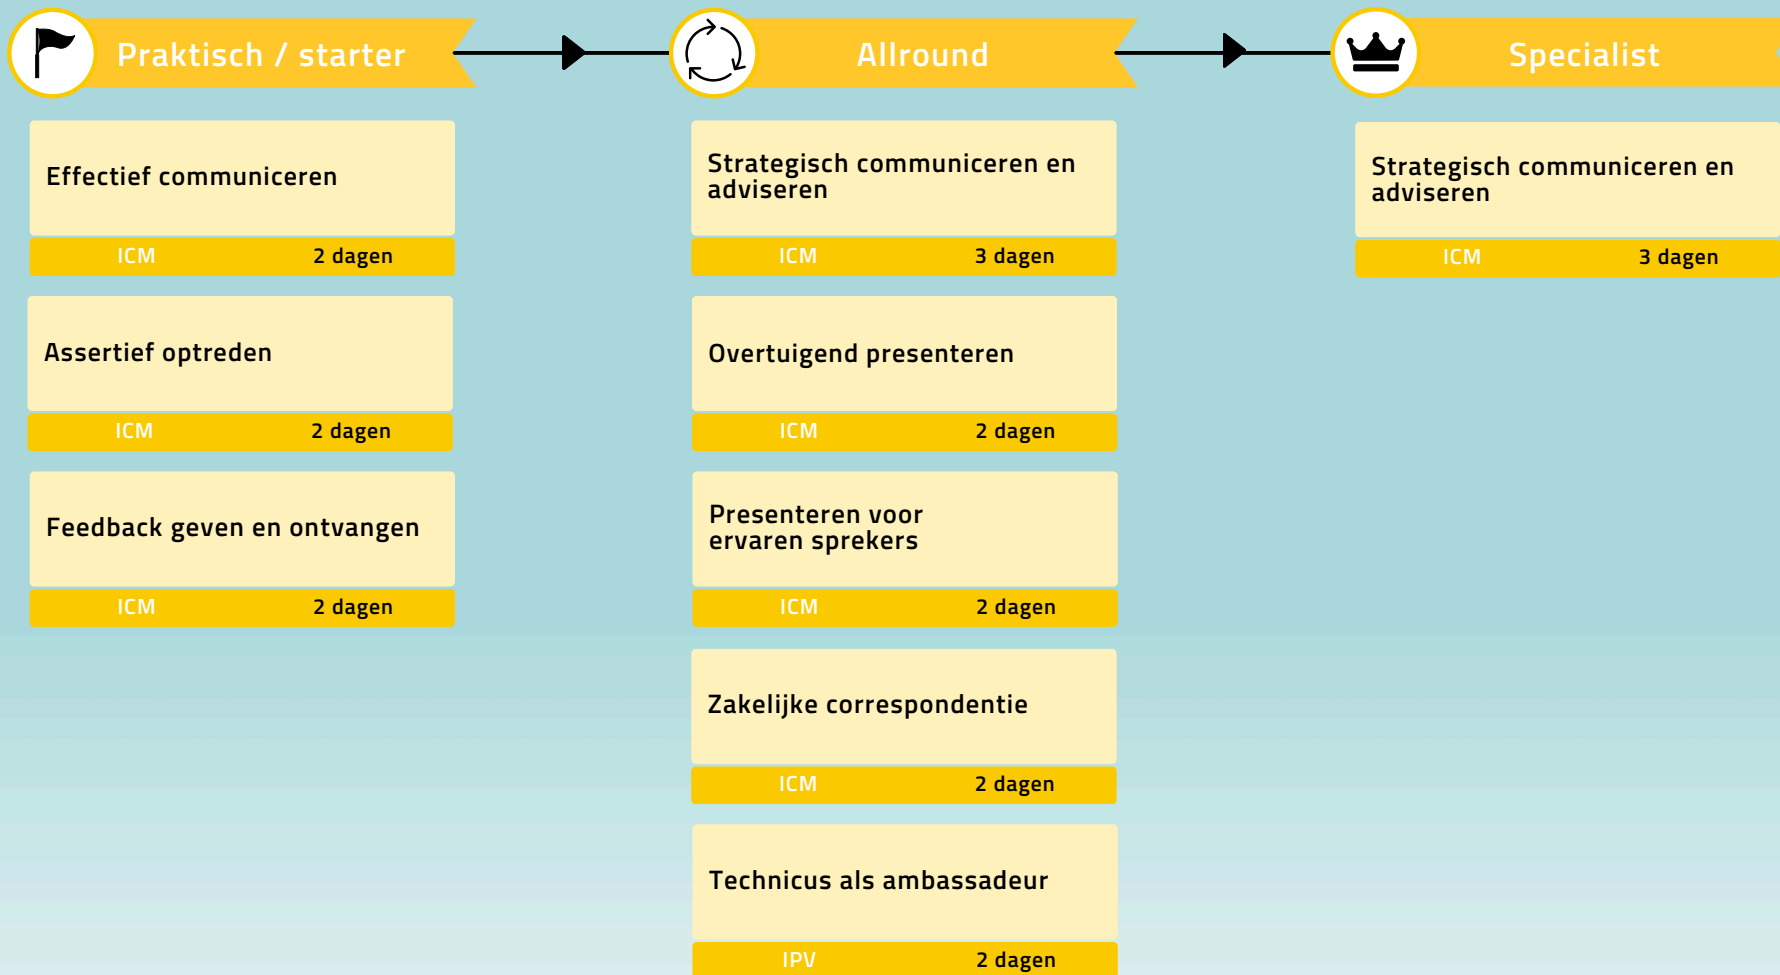 Praktisch / starter
Effectief communiceren
ICM 2 dagen
Assertief optreden
ICM 2 dagen
Feedback geven en ontvangen
ICM 2 dagen
Allround
Strategisch communiceren en
adviseren
ICM 3 dagen
Overtuigend presenteren
ICM 2 dagen
Presenteren voor
ervaren sprekers
ICM 2 dagen
Zakelijke correspondentie
ICM 2 dagen
Technicus als ambassadeur
IPV 2 dagen
Specialist
Strategisch communiceren en
adviseren
ICM 3 dagen